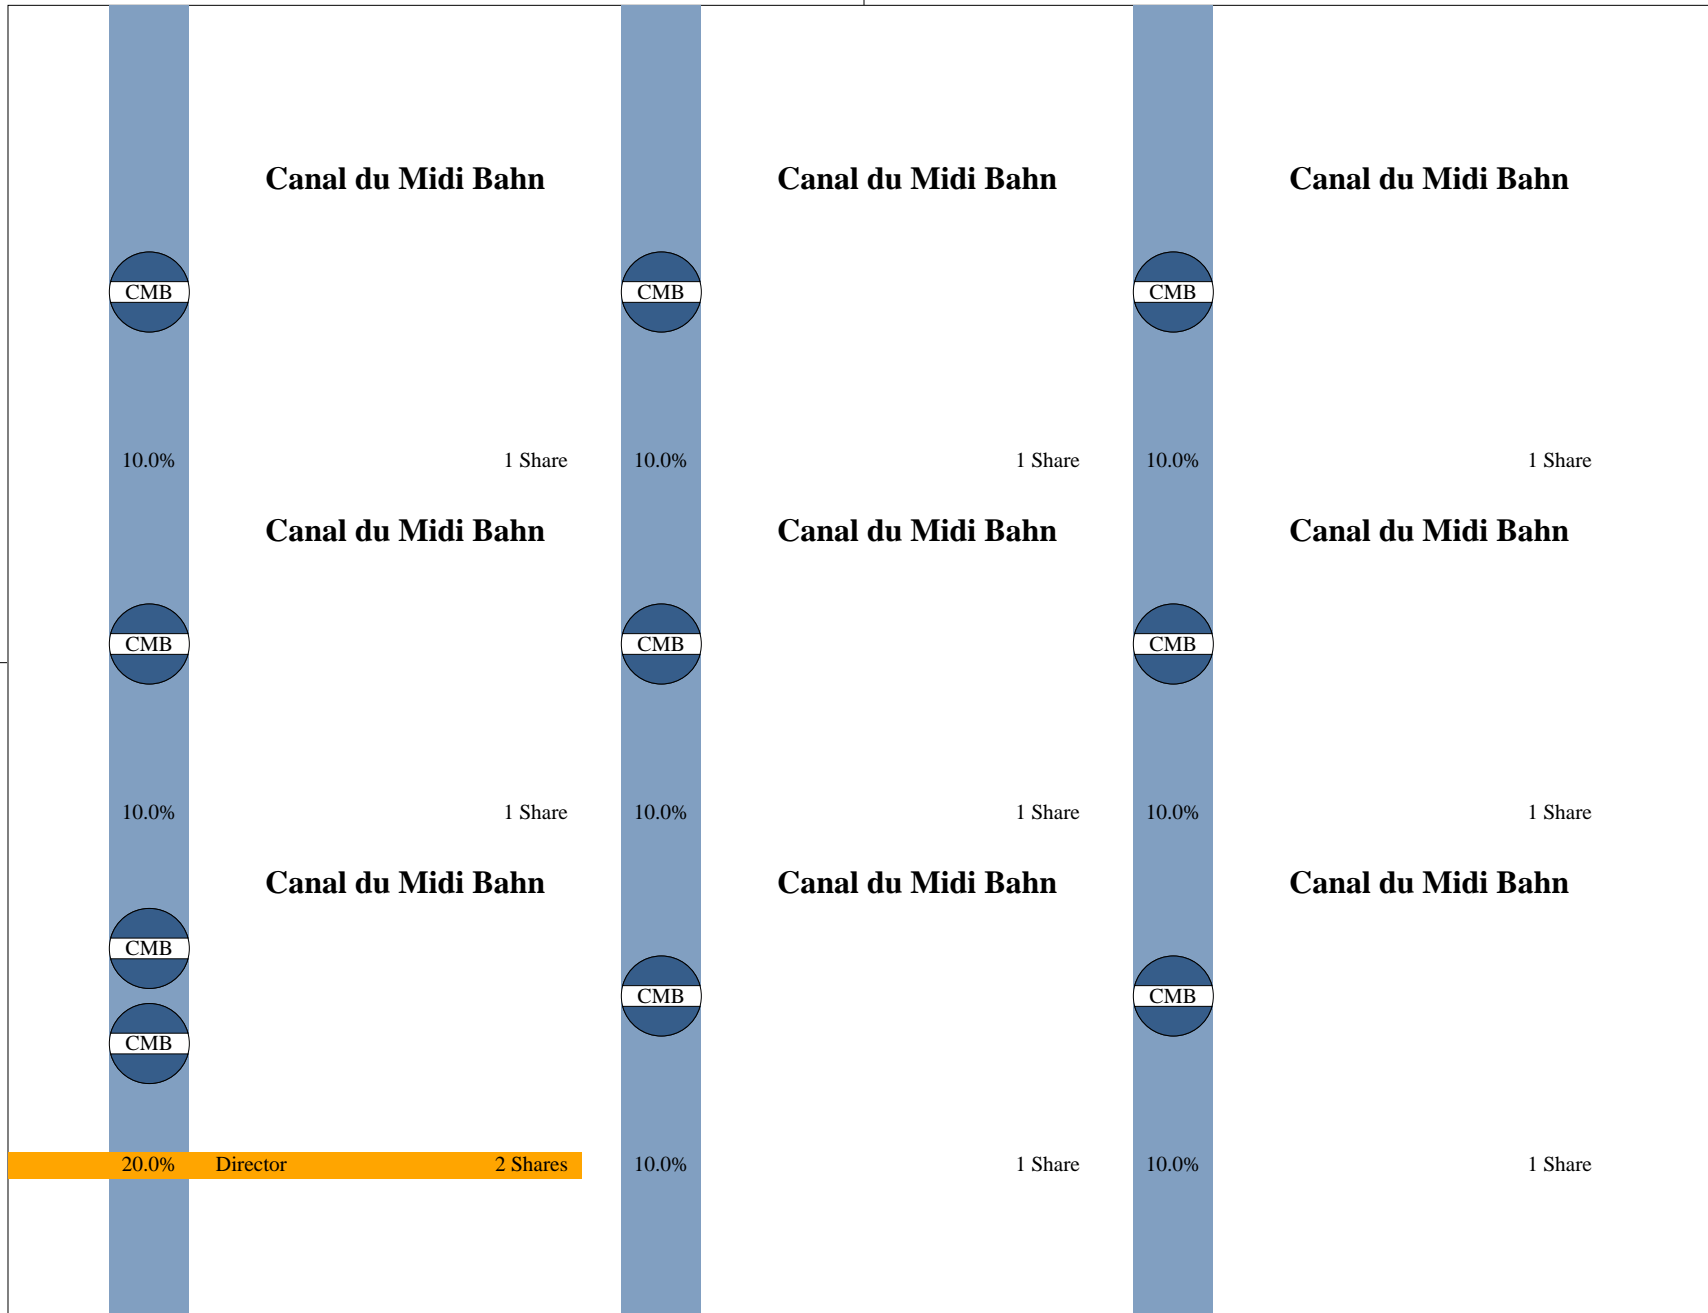 Canal du Midi Bahn Canal du Midi Bahn Canal du Midi Bahn
CMB CMB CMB
10.0% 1 Share 10.0% 1 Share 10.0% 1 Share
Canal du Midi Bahn Canal du Midi Bahn Canal du Midi Bahn
CMB CMB CMB
10.0% 1 Share 10.0% 1 Share 10.0% 1 Share
Canal du Midi Bahn Canal du Midi Bahn Canal du Midi Bahn
CMB
CMB CMB
CMB
20.0% Director 2 Shares 10.0% 1 Share 10.0% 1 Share